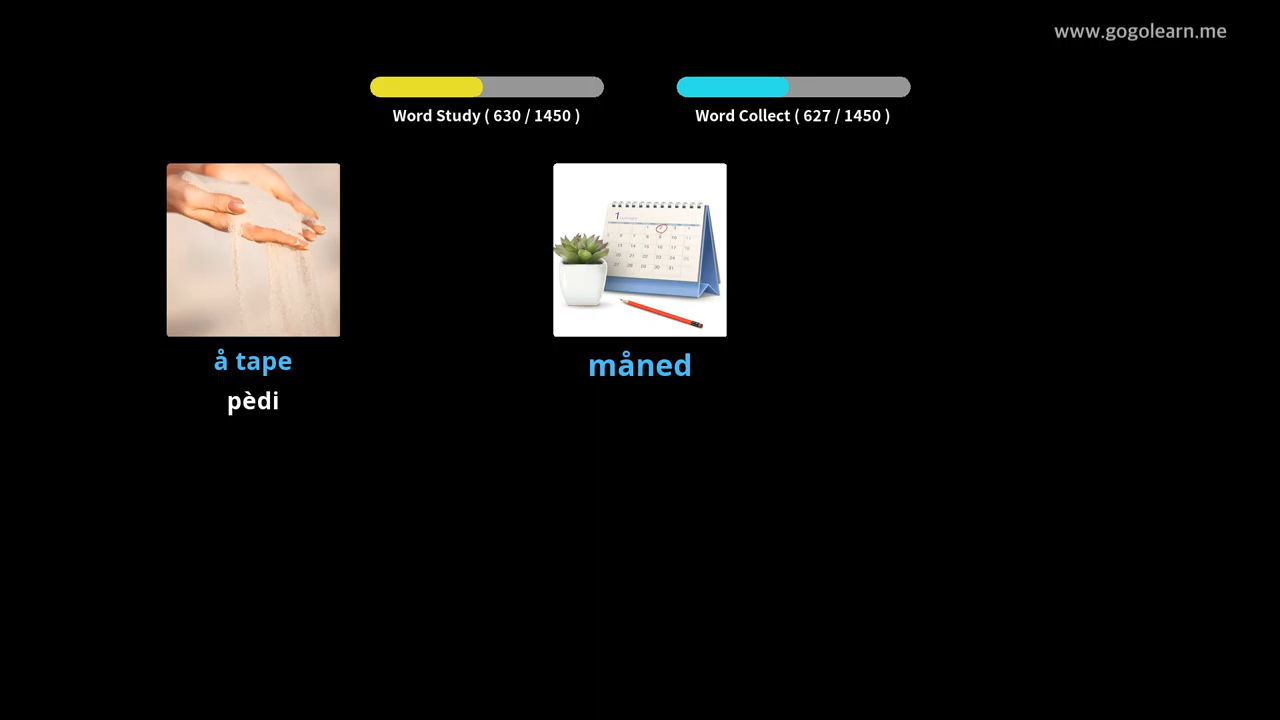 www.gogolearn.me
Word Study ( 630 / 1450 )
Word Collect ( 627 / 1450 )
å tape
pèdi
måned